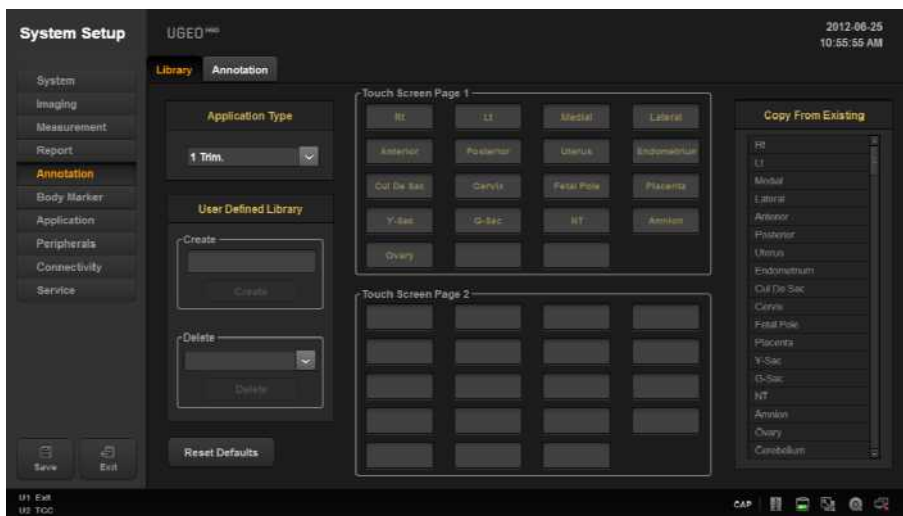 System Setup
UGEO PRO
2012-06-25
10:55:55 AM
System
Imaging
Measurement
Report
Annotation
Body Marker
Application
Peripherals
Connectivity
Service
Save
Exit
Library
Annotation
Application Type
1 Trim.
User Defined Library
Create
Create
Delete
Delete
Reset Defaults
Touch Screen Page 1
Rt Lt Medial Lateral
Anterior Posterior Uterus Endometrium
Cul De Sac Cervix Fetal Pole Placenta
Y-Sac G-Sac NT Amnion
Ovary
Touch Screen Page 2
Copy From Existing
Rt
Lt
Medial
Lateral
Anterior
Posterior
Uterus
Endometrium
Cul De Sac
Cervix
Fetal Pole
Placenta
Y-Sac
G-Sac
NT
Amnion
Ovary
Cerebellum
U1 Exit
U2 TGC
CAP